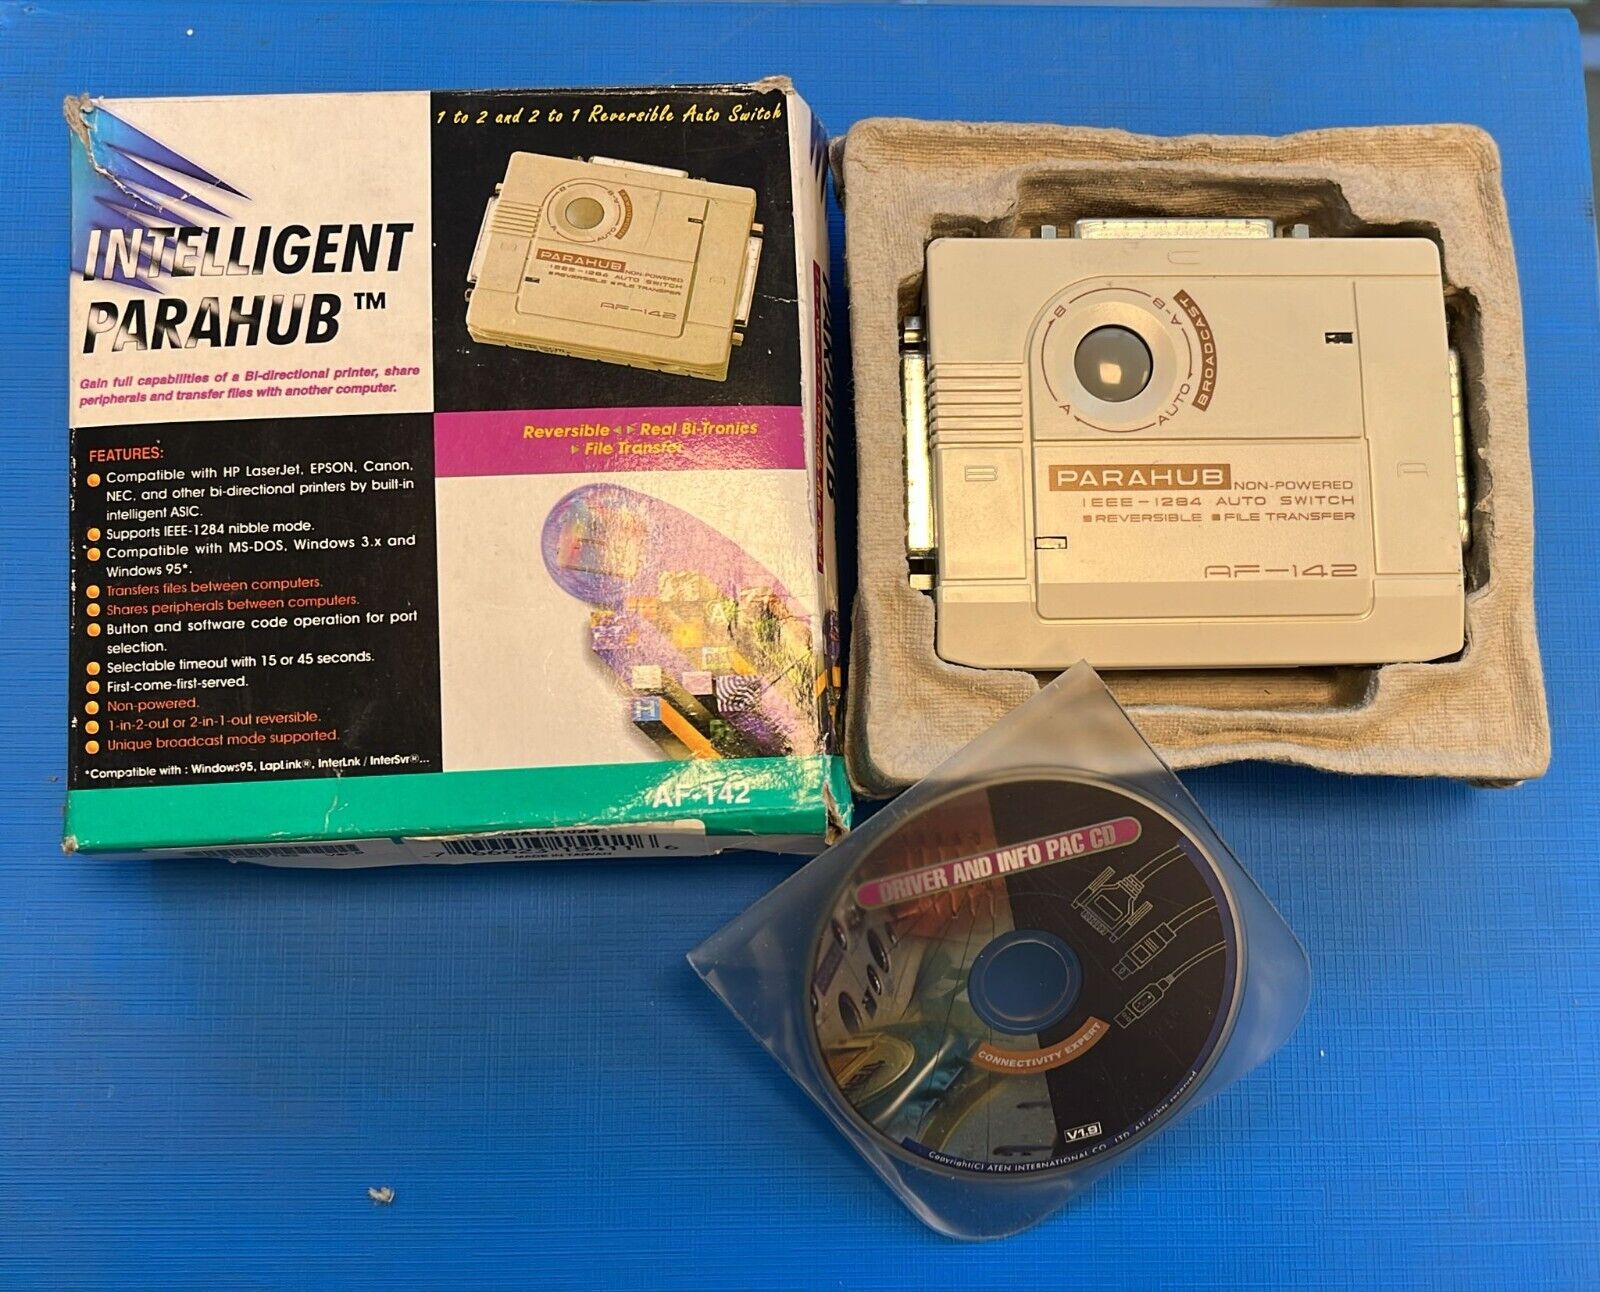 1 to 2 and 2 to 1 Reversible Auto Switch
INTELLIGENT
PARAHUB™
Gain full capabilities of a Bi-directional printer, share
peripherals and transfer files with another computer.
B
A-B
A
AUTO
PARAHUB NON-POWERED
IEEE-1284 AUTO SWITCH
REVERSIBLE FILE TRANSFER
AF-142
Reversible Real Bi-Tronics
File Transfer
FEATURES:
Compatible with HP LaserJet, EPSON, Canon,
NEC, and other bi-directional printers by built-in
intelligent ASIC.
Supports IEEE-1284 nibble mode.
Compatible with MS-DOS, Windows 3.x and
Windows 95*.
Transfers files between computers.
Shares peripherals between computers.
Button and software code operation for port
selection.
Selectable timeout with 15 or 45 seconds.
First-come-first-served.
Non-powered.
1-in-2-out or 2-in-1-out reversible.
Unique broadcast mode supported.
*Compatible with : Windows95, LapLink®, InterLnk / InterSvr®...
AF-142
MADE IN TAIWAN
C
B
A-B
BROADCAST
A
AUTO
B
A
PARAHUB NON-POWERED
IEEE-1284 AUTO SWITCH
REVERSIBLE FILE TRANSFER
AF-142
DRIVER AND INFO PAC CD
CONNECTIVITY EXPERT
V1.9
Copyright(C) ATEN INTERNATIONAL CO., LTD. All rights reserved